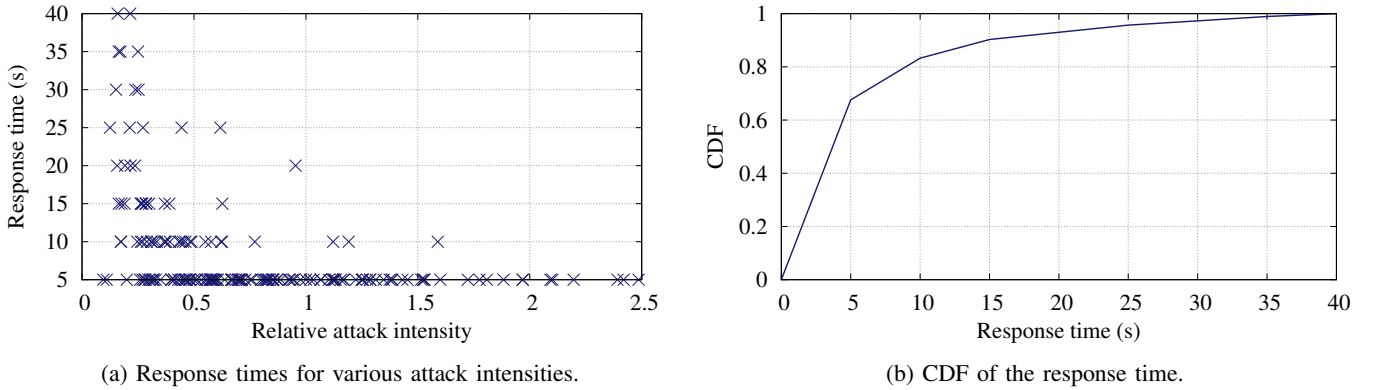 40
35
30
25
20
15
10
5
Response time (s)
0 0.5 1 1.5 2 2.5
Relative attack intensity
(a) Response times for various attack intensities.
1
0.8
0.6
0.4
0.2
0
CDF
0 5 10 15 20 25 30 35 40
Response time (s)
(b) CDF of the response time.